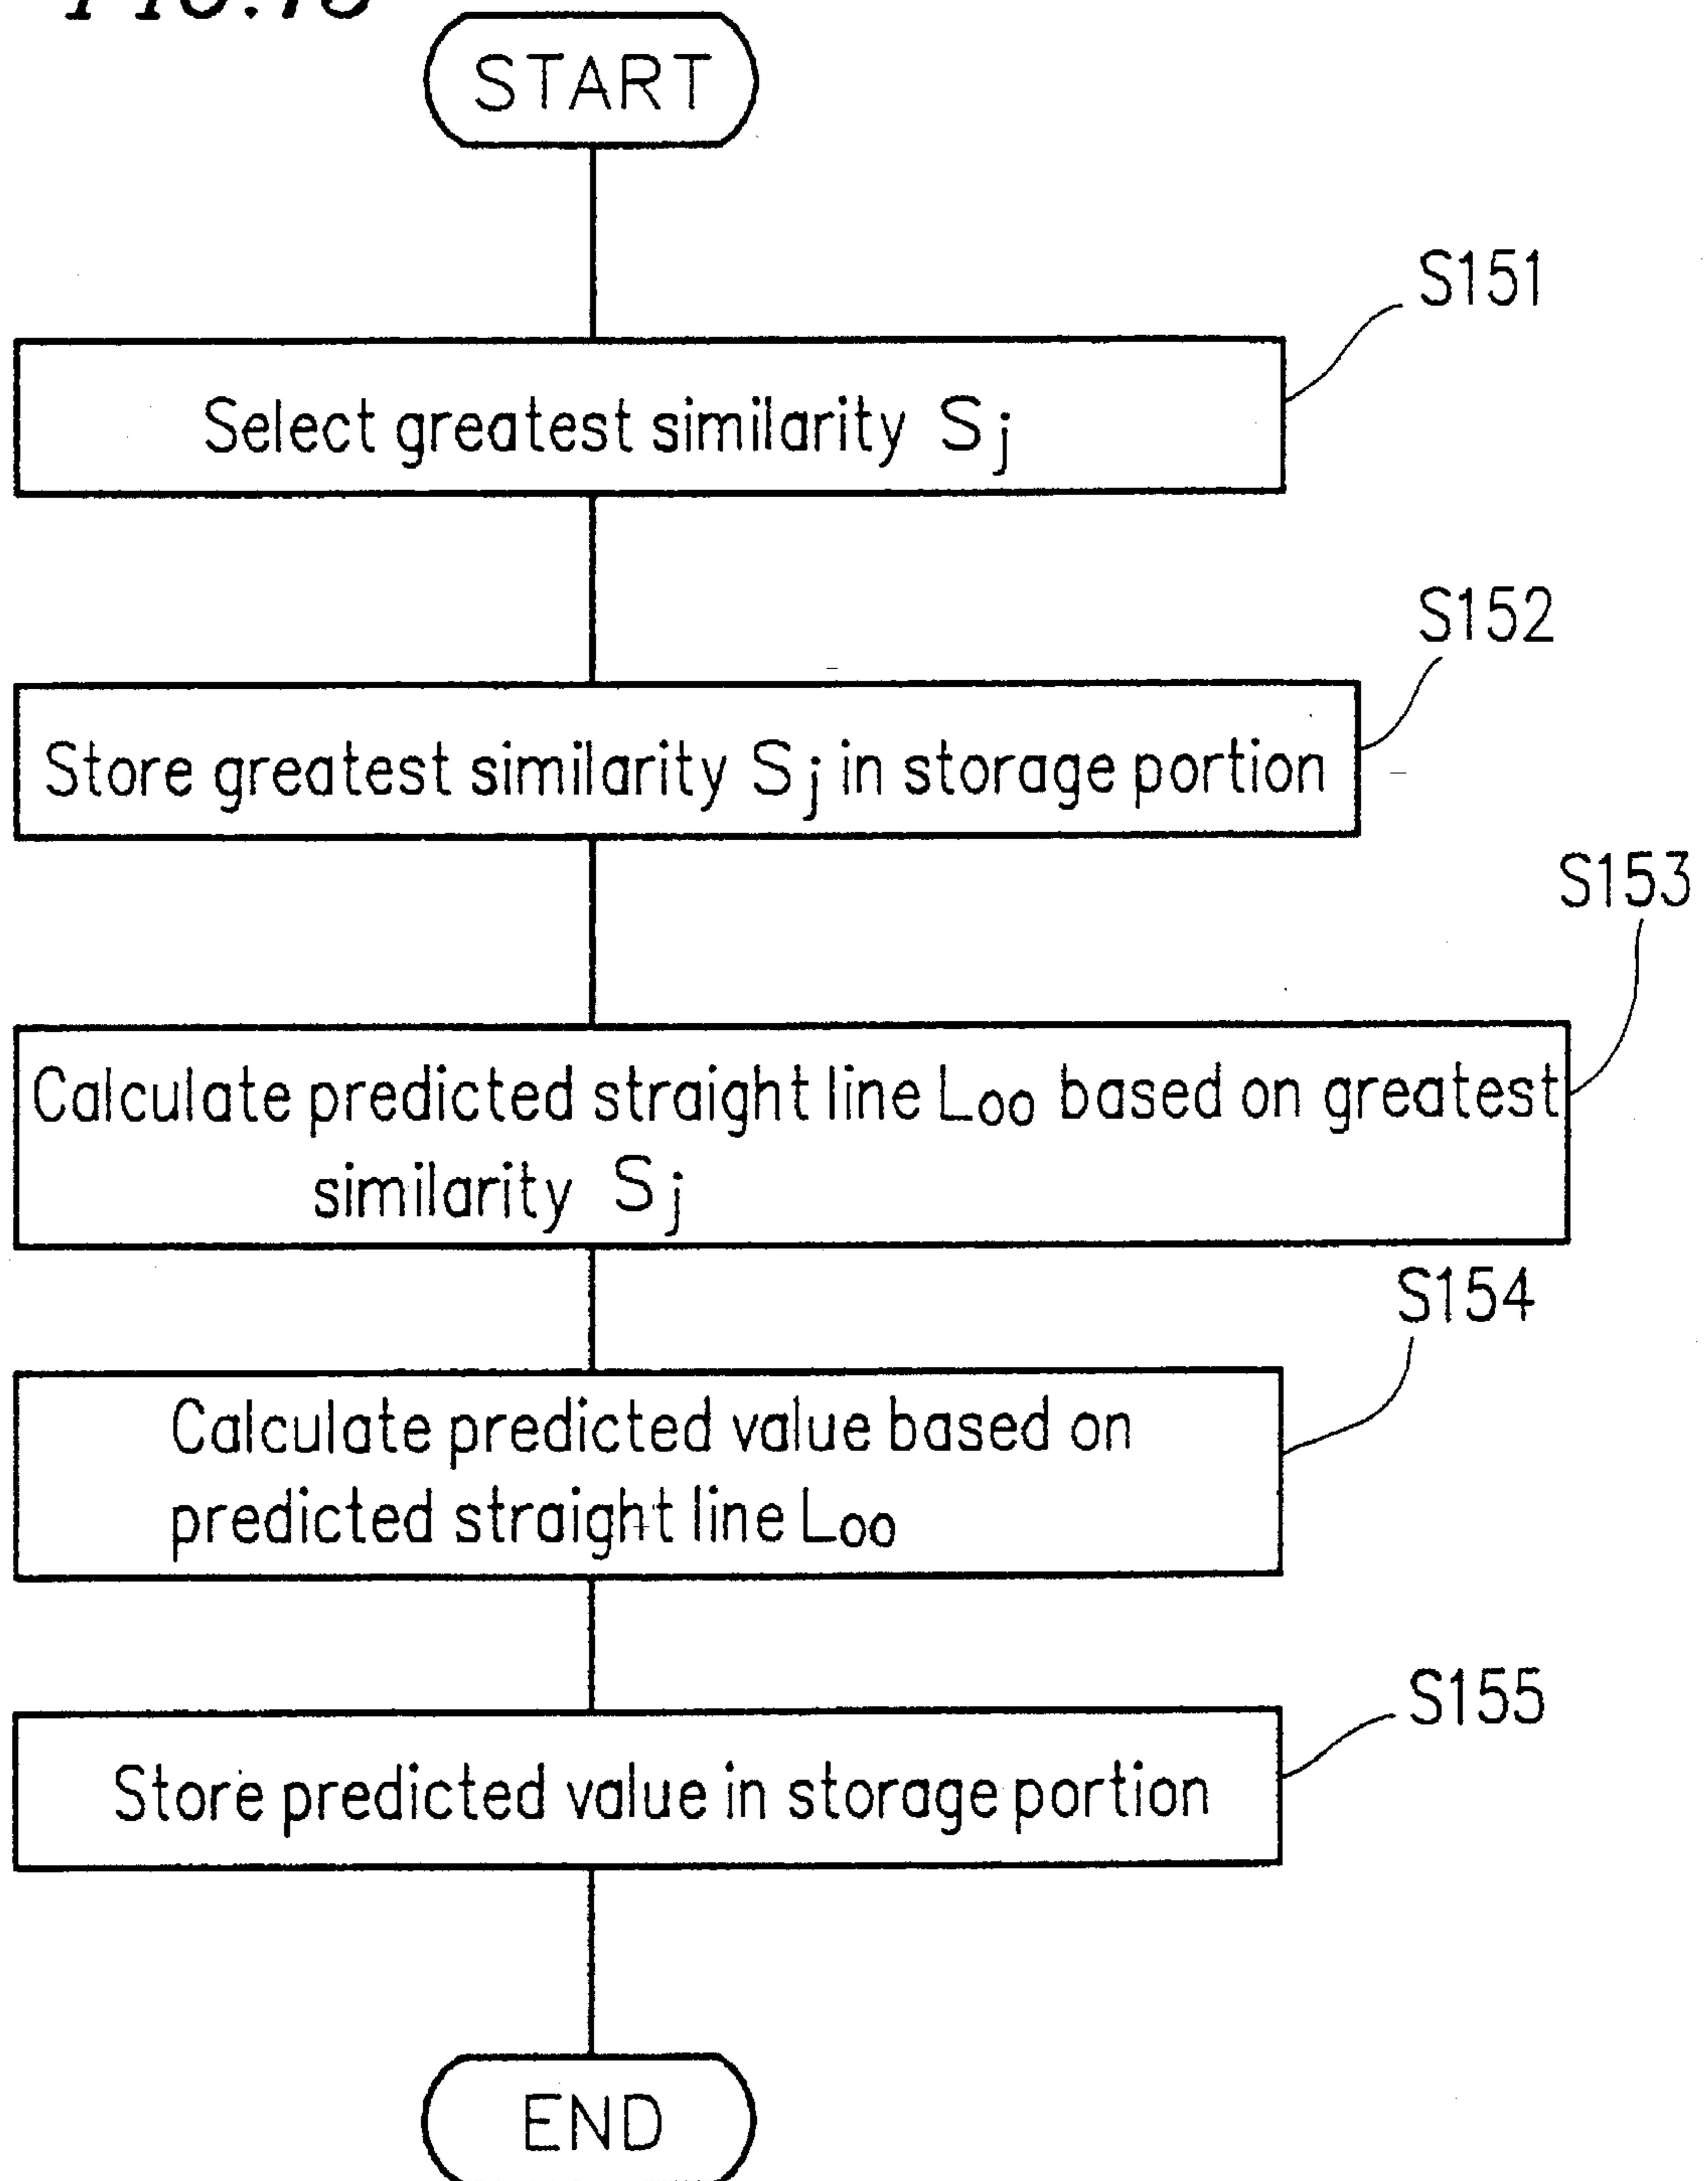 START
S151
Select greatest similarity Sj
S152
Store greatest similarity Sj in storage portion
S153
Calculate predicted straight line Loo based on greatest
similarity Sj
S154
Calculate predicted value based on
predicted straight line Loo
S155
Store predicted value in storage portion
END